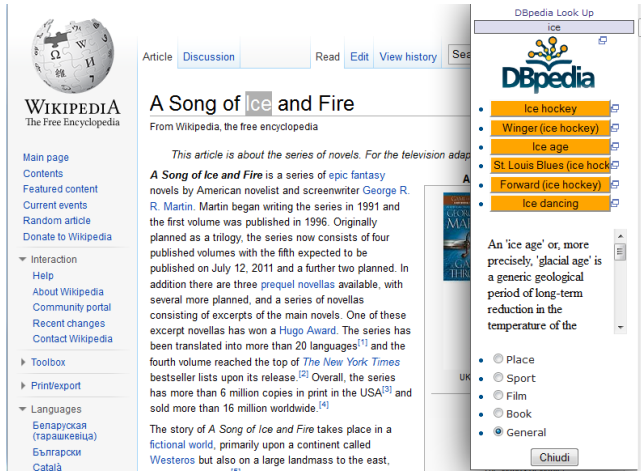 WIKIPEDIA
The Free Encyclopedia
Main page
Contents
Featured content
Current events
Random article
Donate to Wikipedia
Interaction
Help
About Wikipedia
Community portal
Recent changes
Contact Wikipedia
Toolbox
Print/export
Languages
Беларуская
(тарашкевіца)
Български
Català
Article Discussion Read Edit View history Sea
A Song of Ice and Fire
From Wikipedia, the free encyclopedia
This article is about the series of novels. For the television adap
A Song of Ice and Fire is a series of epic fantasy
novels by American novelist and screenwriter George R.
R. Martin. Martin began writing the series in 1991 and
the first volume was published in 1996. Originally
planned as a trilogy, the series now consists of four
published volumes with the fifth expected to be
published on July 12, 2011 and a further two planned. In
addition there are three prequel novellas available, with
several more planned, and a series of novellas
consisting of excerpts of the main novels. One of these
excerpt novellas has won a Hugo Award. The series has
been translated into more than 20 languages[1] and the
fourth volume reached the top of The New York Times
bestseller lists upon its release.[2] Overall, the series
has more than 6 million copies in print in the USA[3] and
sold more than 16 million worldwide.[4]
The story of A Song of Ice and Fire takes place in a
fictional world, primarily upon a continent called
Westeros but also on a large landmass to the east,
A
UK
DBpedia Look Up
ice
DBpedia
Ice hockey
Winger (ice hockey)
Ice age
St. Louis Blues (ice hock
Forward (ice hockey)
Ice dancing
An 'ice age' or, more
precisely, 'glacial age' is
a generic geological
period of long-term
reduction in the
temperature of the
Place
Sport
Film
Book
General
Chiudi